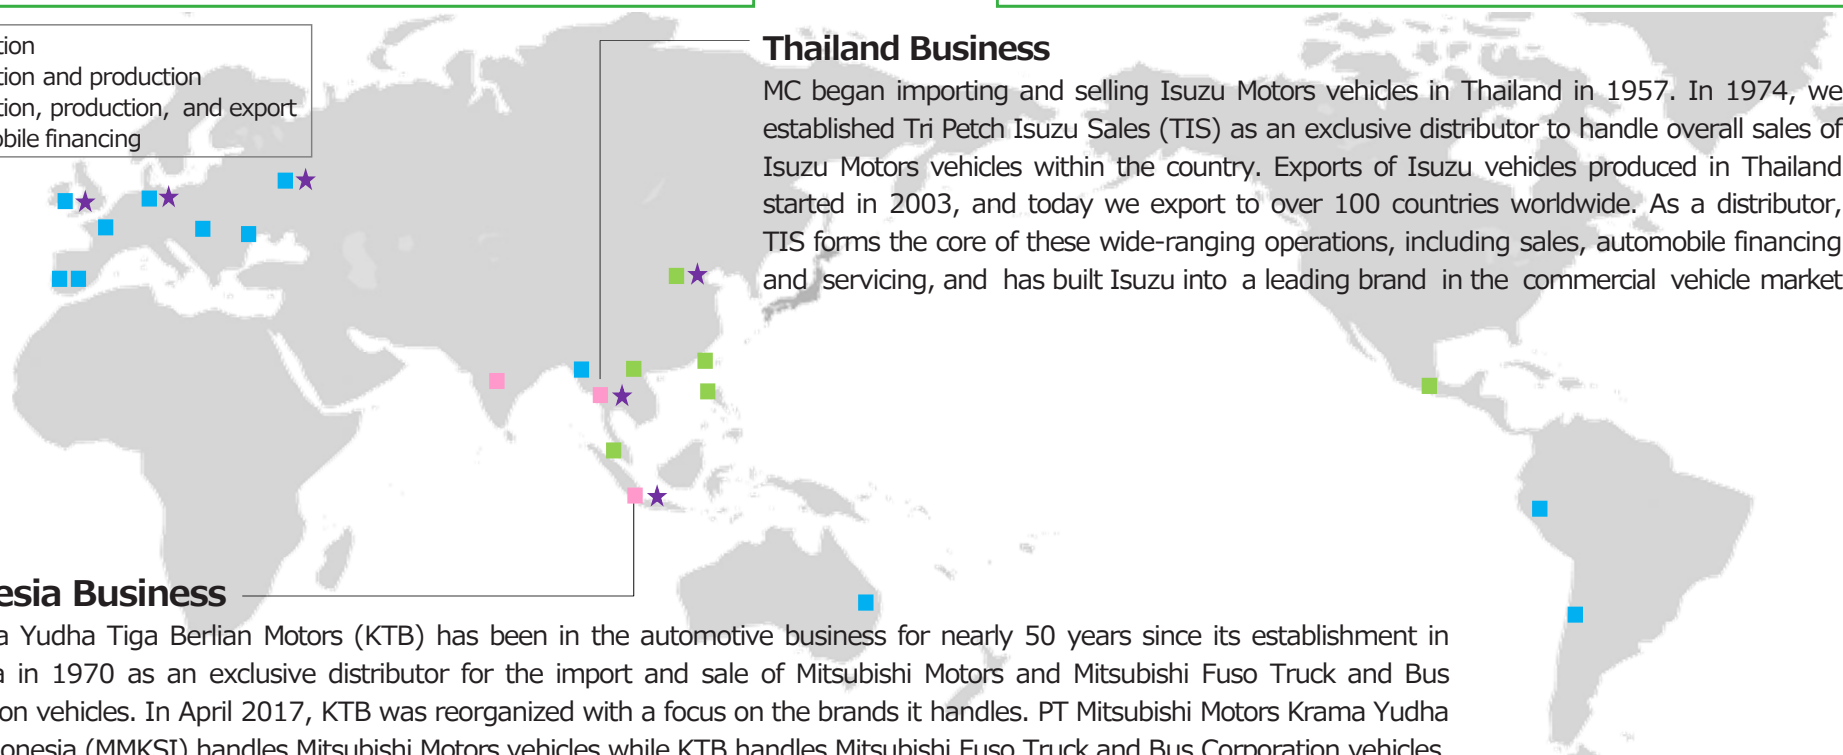 tion
tion and production
tion, production, and export
obile financing
Thailand Business
MC began importing and selling Isuzu Motors vehicles in Thailand in 1957. In 1974, we
established Tri Petch Isuzu Sales (TIS) as an exclusive distributor to handle overall sales of
Isuzu Motors vehicles within the country. Exports of Isuzu vehicles produced in Thailand
started in 2003, and today we export to over 100 countries worldwide. As a distributor,
TIS forms the core of these wide-ranging operations, including sales, automobile financing
and servicing, and has built Isuzu into a leading brand in the commercial vehicle market
esia Business
a Yudha Tiga Berlian Motors (KTB) has been in the automotive business for nearly 50 years since its establishment in
a in 1970 as an exclusive distributor for the import and sale of Mitsubishi Motors and Mitsubishi Fuso Truck and Bus
on vehicles. In April 2017, KTB was reorganized with a focus on the brands it handles. PT Mitsubishi Motors Krama Yudha
onesia (MMKSI) handles Mitsubishi Motors vehicles while KTB handles Mitsubishi Fuso Truck and Bus Corporation vehicles.